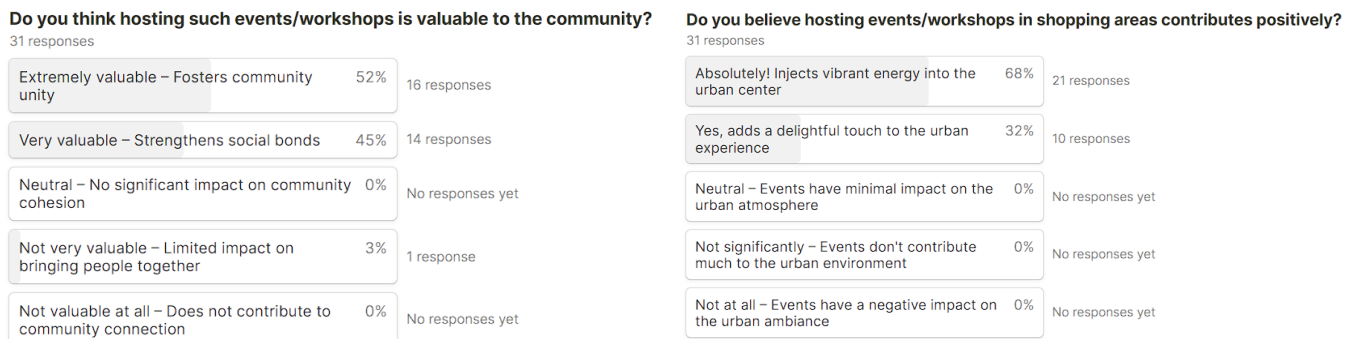 Do you think hosting such events/workshops is valuable to the community?
31 responses
Extremely valuable – Fosters community
unity
52%
16 responses
Very valuable – Strengthens social bonds
45%
14 responses
Neutral – No significant impact on community
cohesion
0%
No responses yet
Not very valuable – Limited impact on
bringing people together
3%
1 response
Not valuable at all – Does not contribute to
community connection
0%
No responses yet
Do you believe hosting events/workshops in shopping areas contributes positively?
31 responses
Absolutely! Injects vibrant energy into the
urban center
68%
21 responses
Yes, adds a delightful touch to the urban
experience
32%
10 responses
Neutral – Events have minimal impact on the
urban atmosphere
0%
No responses yet
Not significantly – Events don't contribute
much to the urban environment
0%
No responses yet
Not at all – Events have a negative impact on
the urban ambiance
0%
No responses yet